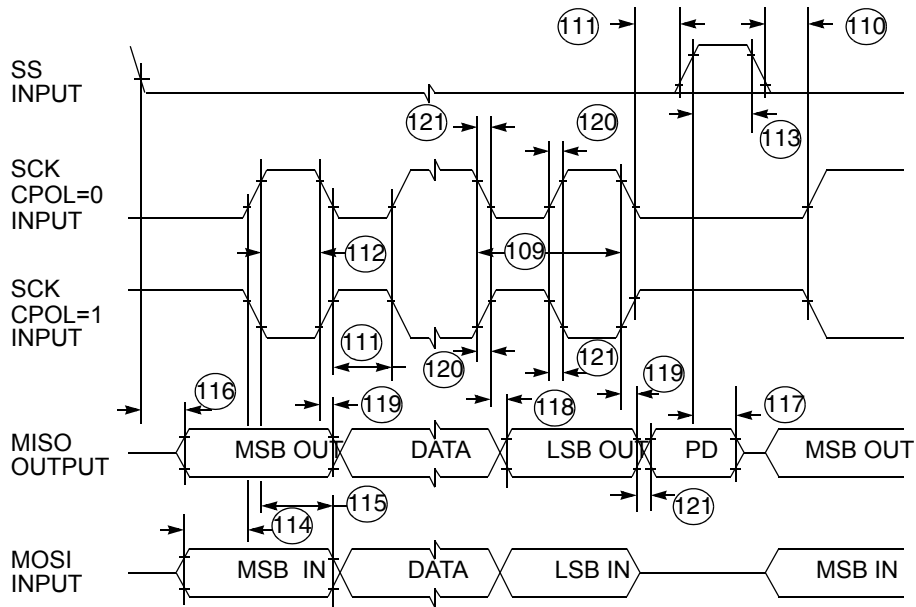 111
110
SS
INPUT
121
120
113
SCK
CPOL=0
INPUT
112
109
SCK
CPOL=1
INPUT
111
120
121
116
119
118
119
117
MISO
OUTPUT
MSB OUT
DATA
LSB OUT
PD
MSB OUT
114
115
121
MOSI
INPUT
MSB IN
DATA
LSB IN
MSB IN